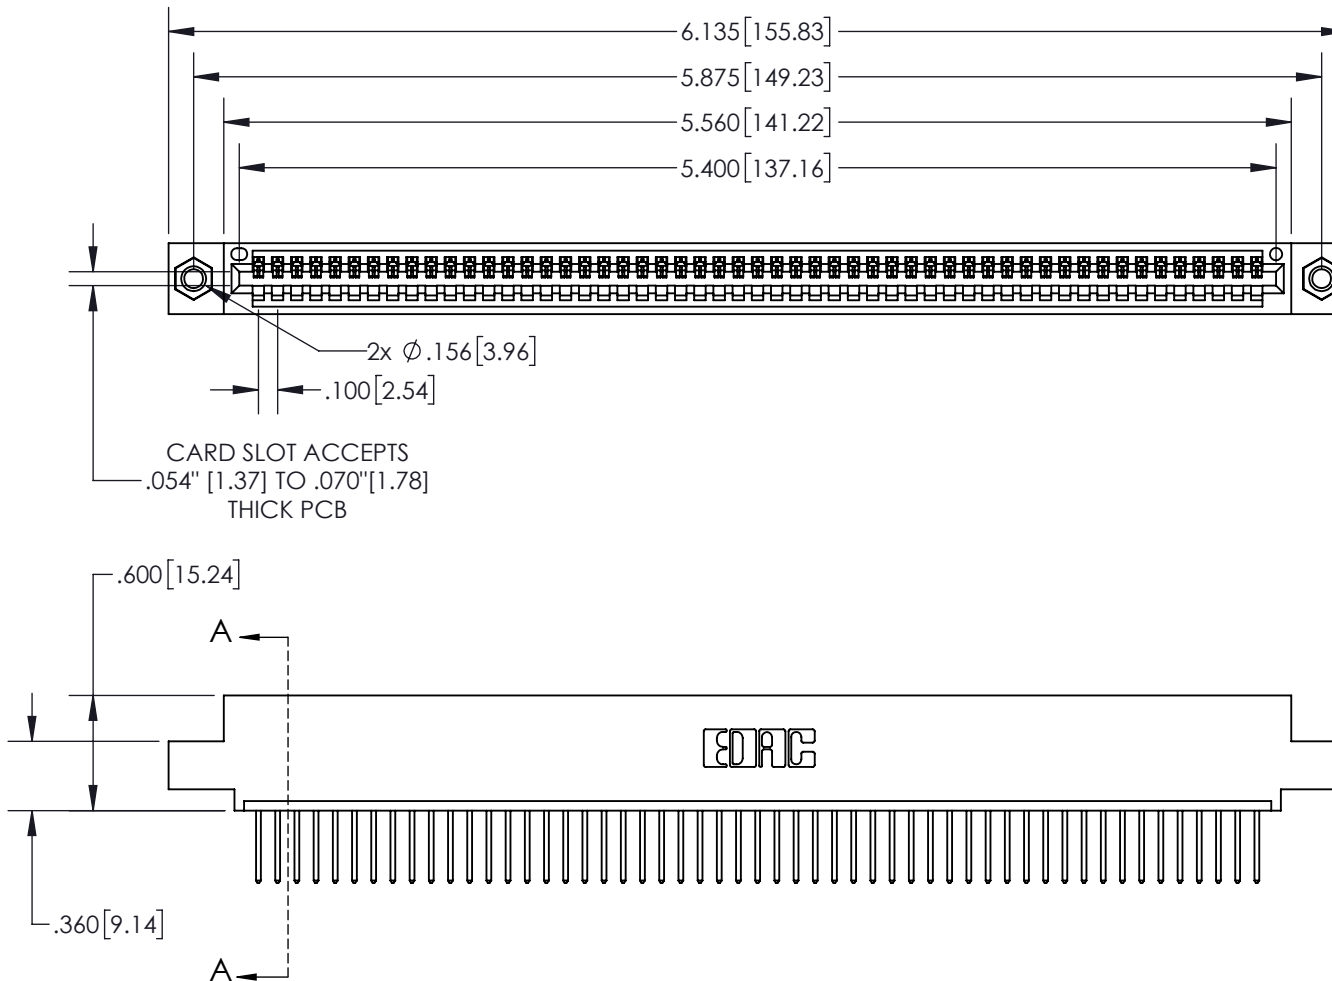 6.135[155.83]
5.875[149.23]
5.560[141.22]
5.400[137.16]
2x Ø.156[3.96]
.100[2.54]
CARD SLOT ACCEPTS
.054" [1.37] TO .070"[1.78]
THICK PCB
.600[15.24]
A
EDAC
.360[9.14]
A